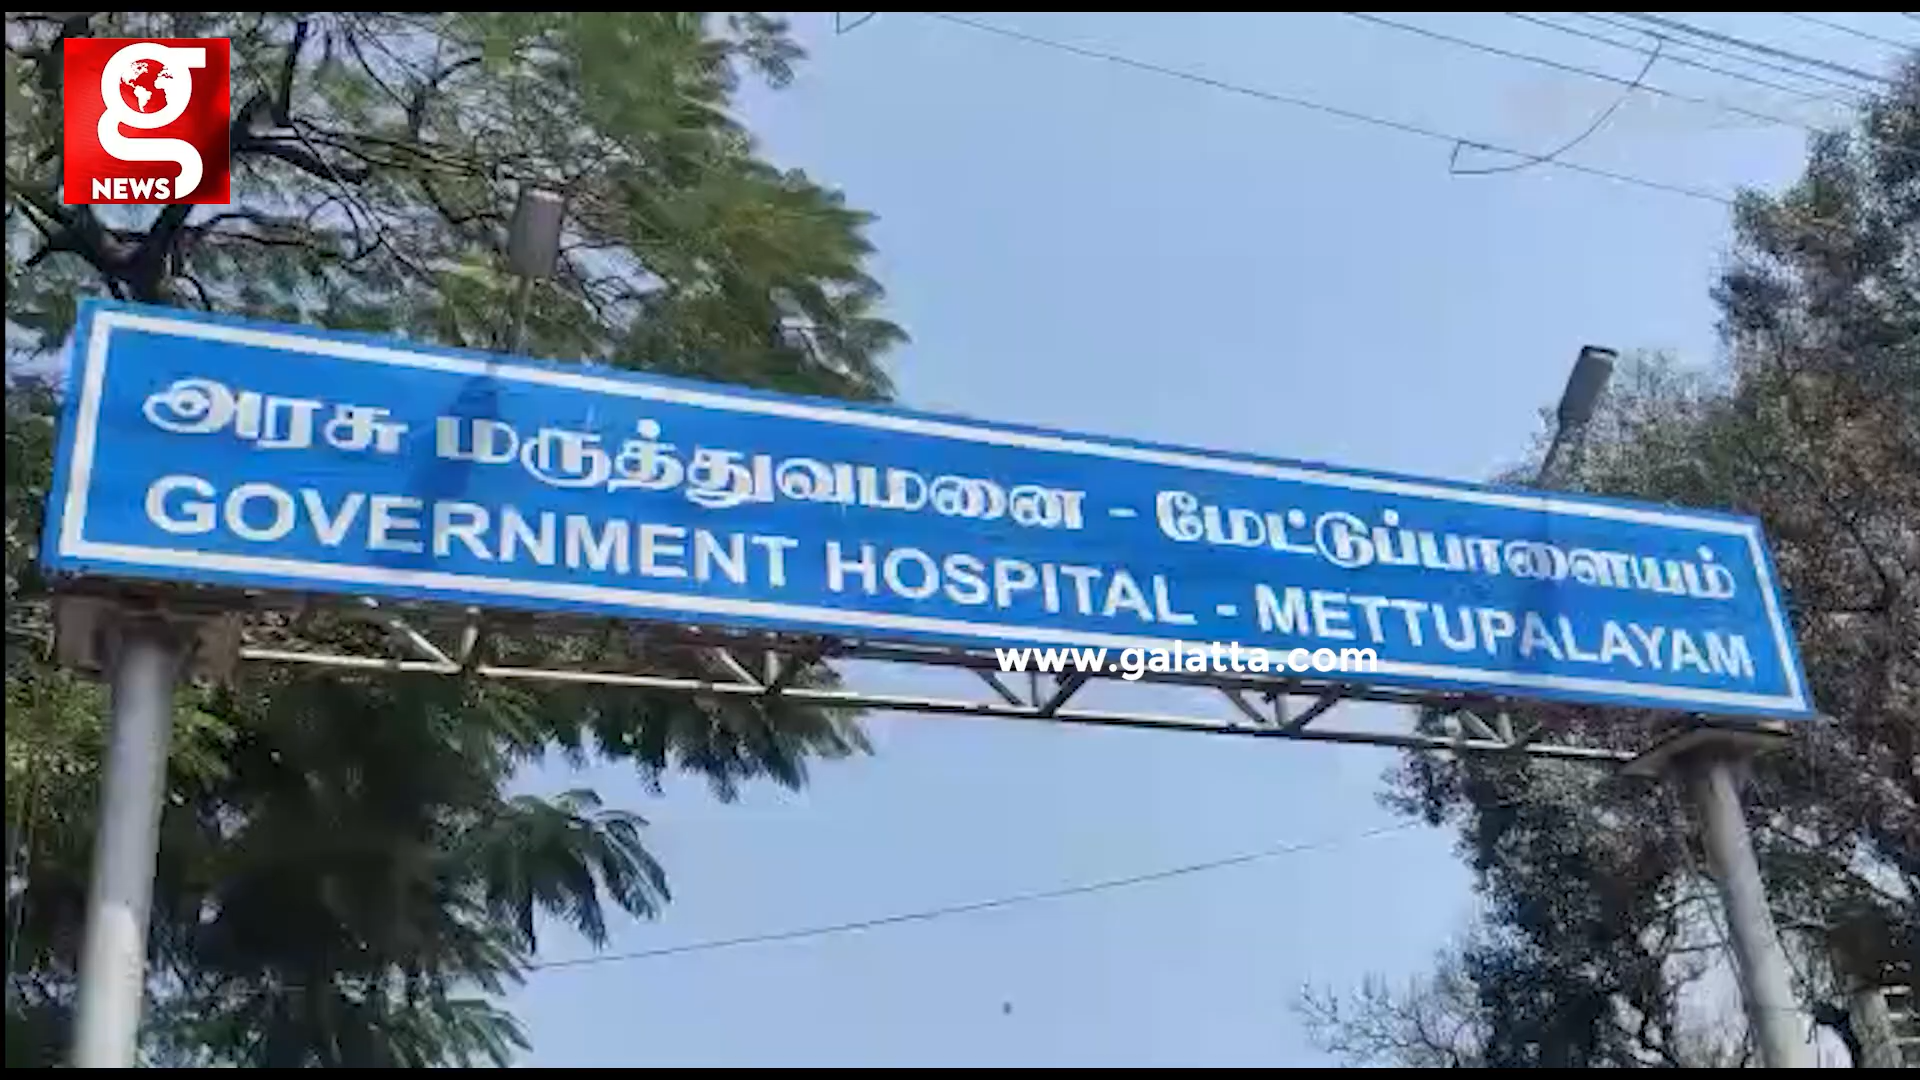 g
NEWS
அரசு மருத்துவமனை - மேட்டுப்பாளையம்
GOVERNMENT HOSPITAL - METTUPALAYAM
www.galatta.com